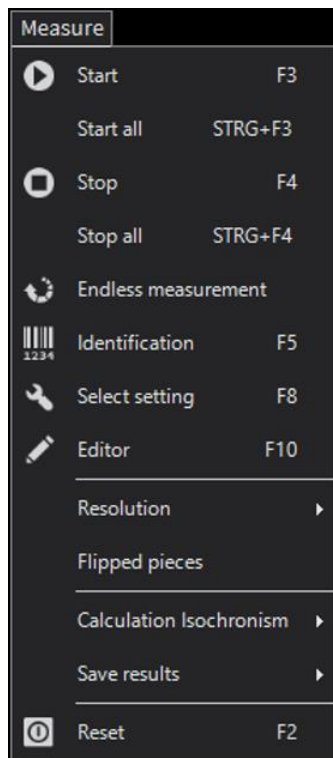 Measure
Start F3
Start all STRG+F3
Stop F4
Stop all STRG+F4
Endless measurement
1234
Identification F5
Select setting F8
Editor F10
Resolution
Flipped pieces
Calculation Isochronism
Save results
Reset F2